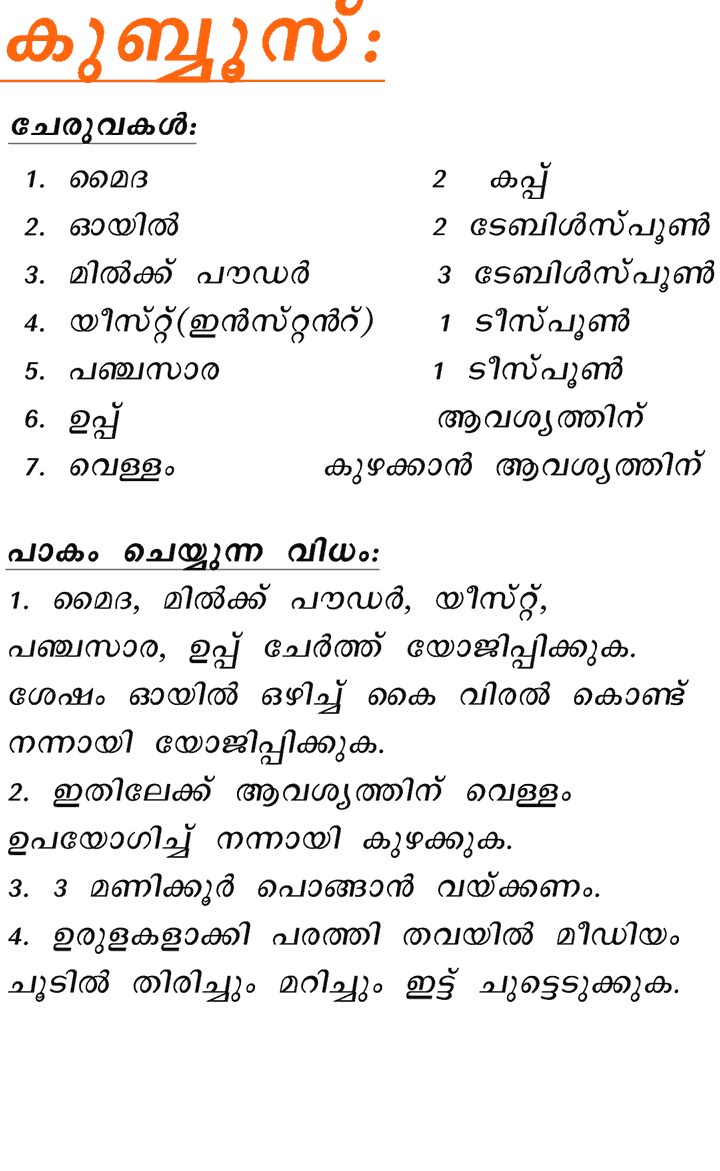 കുബ്ബൂസ്:
ചേരുവകൾ:
1. മൈദ 2 കപ്പ്
2. ഓയിൽ 2 ടേബിൾസ്പൂൺ
3. മിൽക്ക് പൗഡർ 3 ടേബിൾസ്പൂൺ
4. യീസ്റ്റ്(ഇൻസ്റ്റൻറ്) 1 ടീസ്പൂൺ
5. പഞ്ചസാര 1 ടീസ്പൂൺ
6. ഉപ്പ് ആവശ്യത്തിന്
7. വെള്ളം കുഴക്കാൻ ആവശ്യത്തിന്
പാകം ചെയ്യുന്ന വിധം:
1. മൈദ, മിൽക്ക് പൗഡർ, യീസ്റ്റ്,
പഞ്ചസാര, ഉപ്പ് ചേർത്ത് യോജിപ്പിക്കുക.
ശേഷം ഓയിൽ ഒഴിച്ച് കൈ വിരൽ കൊണ്ട്
നന്നായി യോജിപ്പിക്കുക.
2. ഇതിലേക്ക് ആവശ്യത്തിന് വെള്ളം
ഉപയോഗിച്ച് നന്നായി കുഴക്കുക.
3. 3 മണിക്കൂർ പൊങ്ങാൻ വയ്ക്കണം.
4. ഉരുളകളാക്കി പരത്തി തവയിൽ മീഡിയം
ചൂടിൽ തിരിച്ചും മറിച്ചും ഇട്ട് ചുട്ടെടുക്കുക.